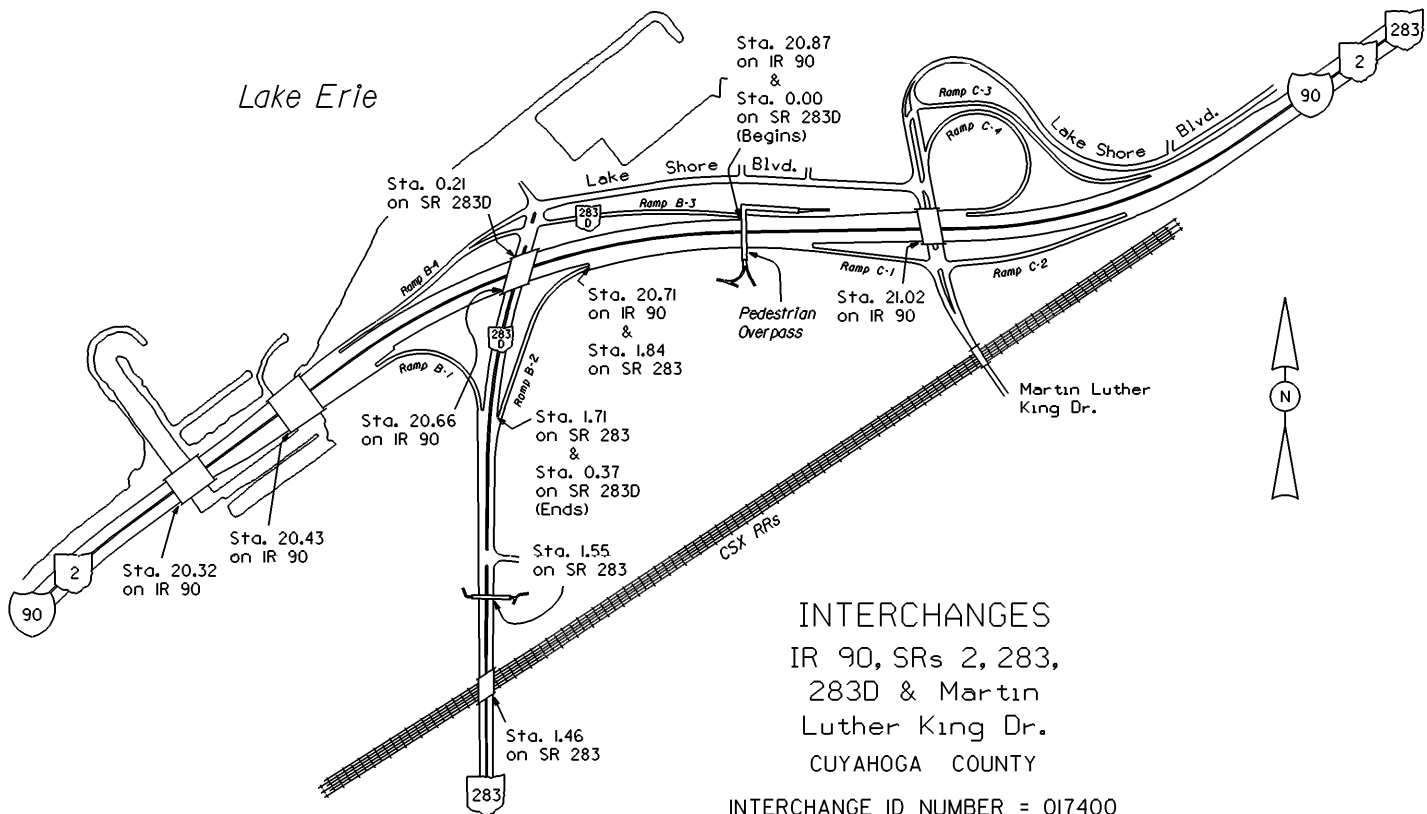 283
2
90
Sta. 20.87
on IR 90
&
Sta. 0.00
on SR 283D
(Begins)
Lake Erie
Ramp C-3
Ramp C-4
Lake Shore Blvd.
Lake Shore Blvd.
Sta. 0.21
on SR 283D
283
D
Ramp B-3
Ramp B-4
Ramp C-1
Ramp C-2
Sta. 20.71
on IR 90
&
Sta. 1.84
on SR 283
Pedestrian
Overpass
Sta. 21.02
on IR 90
283
D
Ramp B-1
Ramp B-2
N
Martin Luther
King Dr.
Sta. 20.66
on IR 90
Sta. 1.71
on SR 283
&
Sta. 0.37
on SR 283D
(Ends)
Sta. 20.43
on IR 90
Sta. 20.32
on IR 90
2
90
Sta. 1.55
on SR 283
CSX RRs
Sta. 1.46
on SR 283
283
INTERCHANGES
IR 90, SRs 2, 283,
283D & Martin
Luther King Dr.
CUYAHOGA COUNTY
INTERCHANGE ID NUMBER = 017400